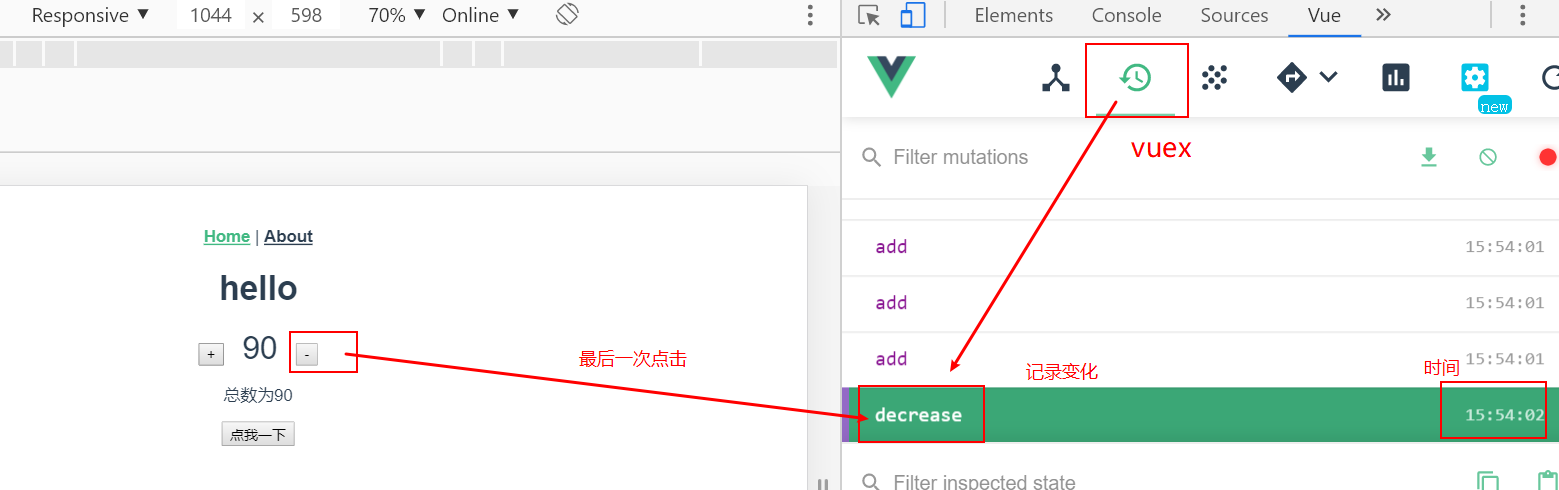 Responsive ▼ 1044 × 598 70% ▼ Online ▼
Elements Console Sources Vue »
new
vuex
Filter mutations
Home | About
hello
+ 90 -
总数为90
点我一下
最后一次点击
add 15:54:01
add 15:54:01
add 15:54:01
记录变化 时间
decrease 15:54:02
Filter inspected state